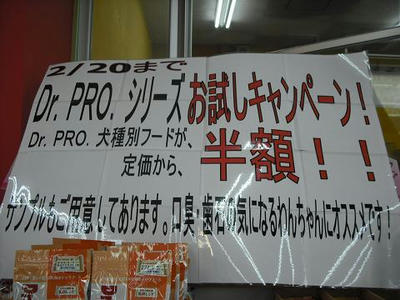 2/20まで
Dr. PRO. シリーズ お試しキャンペーン!
Dr. PRO. 犬種別フードが、
定価から、 半額!!
サンプルもご用意してあります。口臭、歯石の気になるわんちゃんにオススメです!